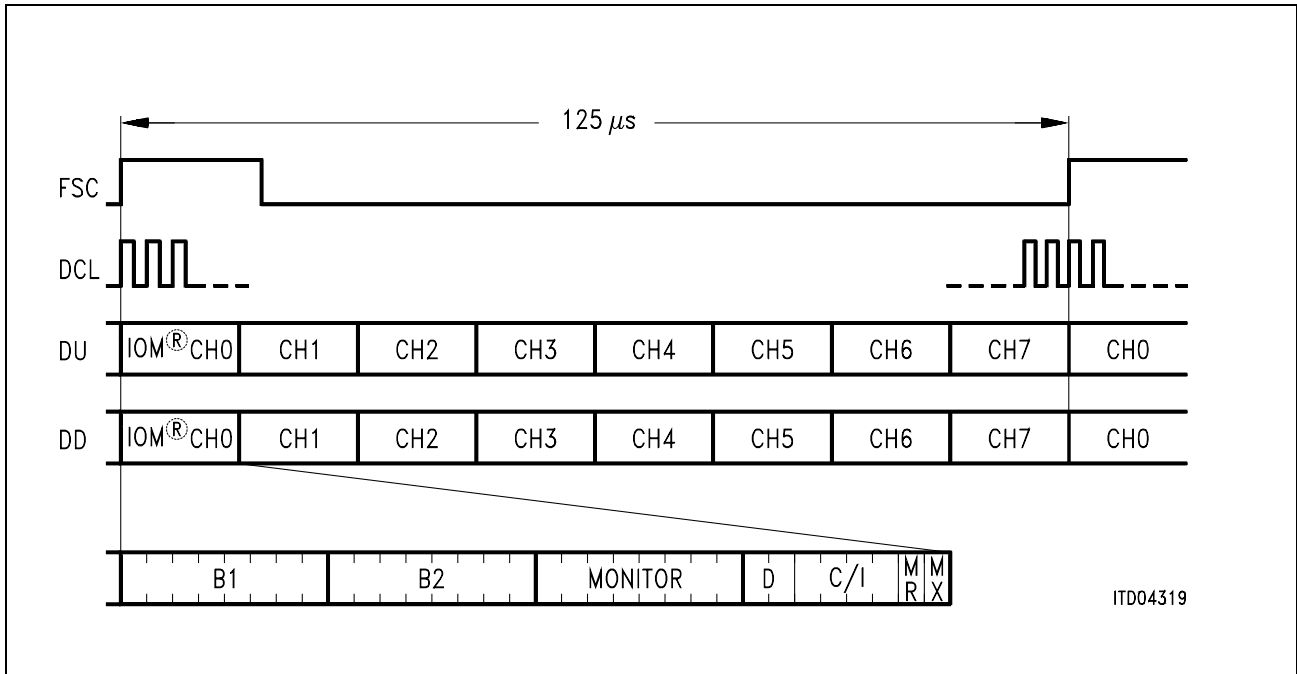 125 μs
FSC
DCL
DU IOM®CH0 CH1 CH2 CH3 CH4 CH5 CH6 CH7 CH0
DD IOM®CH0 CH1 CH2 CH3 CH4 CH5 CH6 CH7 CH0
B1 B2 MONITOR D C/I MR MX
ITD04319